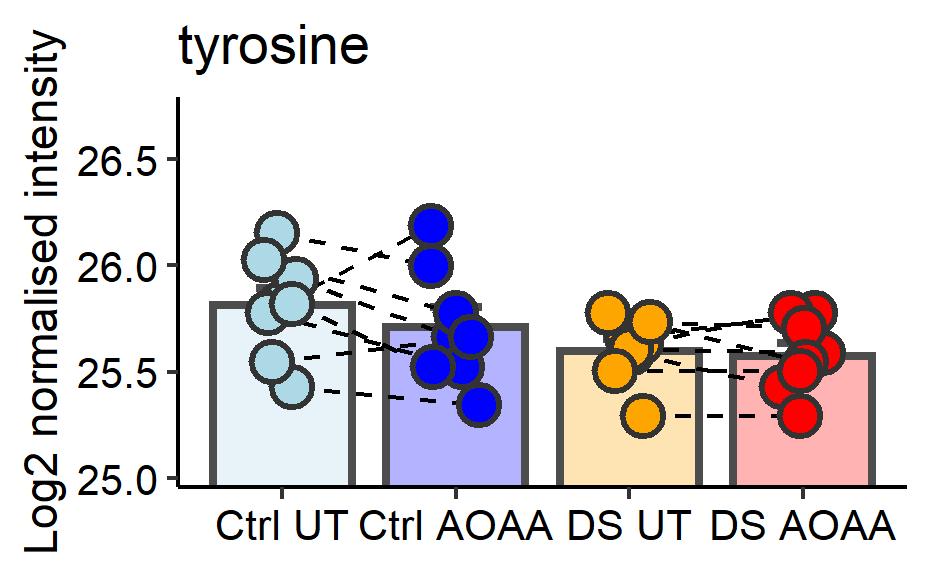 tyrosine
Log2 normalised intensity
26.5
26.0
25.5
25.0
Ctrl UT Ctrl AOAA DS UT DS AOAA